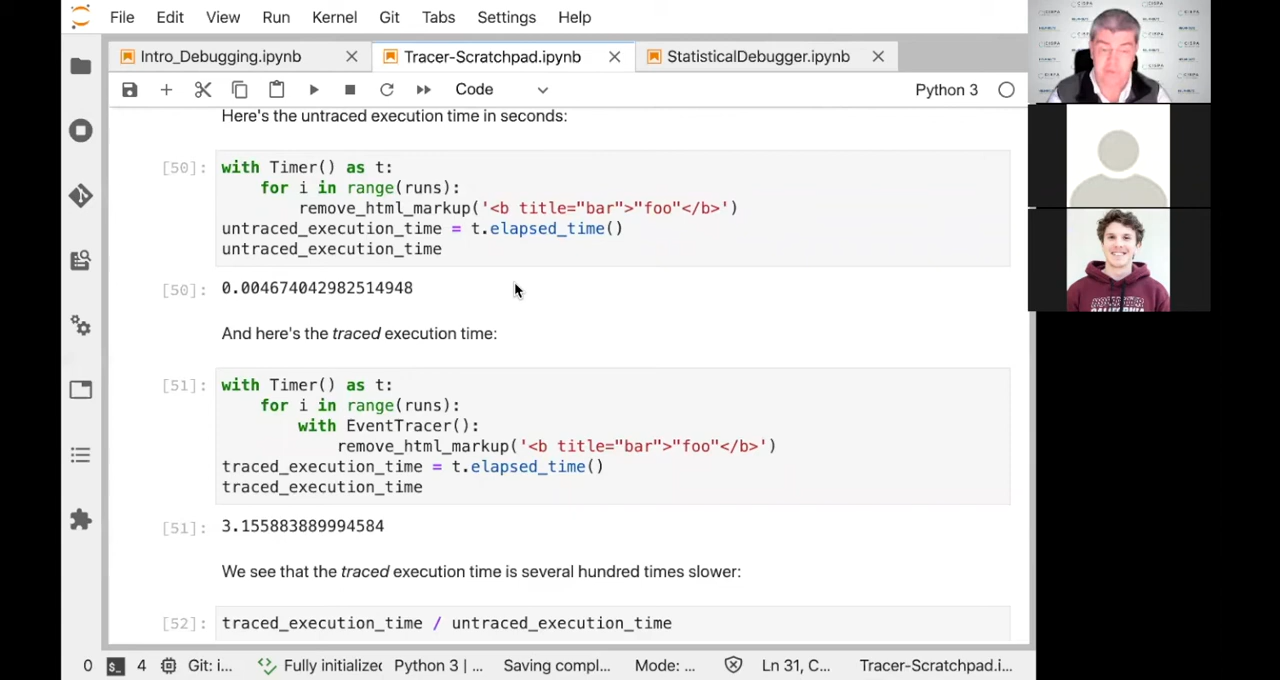 File Edit View Run Kernel Git Tabs Settings Help
Intro_Debugging.ipynb Tracer-Scratchpad.ipynb StatisticalDebugger.ipynb
Code Python 3
Here's the untraced execution time in seconds:
[50]: with Timer() as t:
for i in range(runs):
remove_html_markup('<b title="bar">"foo"</b>')
untraced_execution_time = t.elapsed_time()
untraced_execution_time
[50]: 0.004674042982514948
And here's the traced execution time:
[51]: with Timer() as t:
for i in range(runs):
with EventTracer():
remove_html_markup('<b title="bar">"foo"</b>')
traced_execution_time = t.elapsed_time()
traced_execution_time
[51]: 3.155883889994584
We see that the traced execution time is several hundred times slower:
[52]: traced_execution_time / untraced_execution_time
0 $_ 4 Git: i... Fully initialized Python 3 | ... Saving compl... Mode: ... Ln 31, C... Tracer-Scratchpad.i...
CALIFORNIA